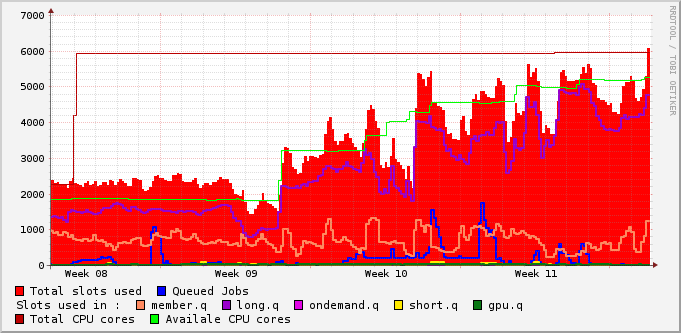 7000
6000
5000
4000
3000
2000
1000
0
Week 08 Week 09 Week 10 Week 11
RRDTOOL / TOBI OETIKER
Total slots used Queued Jobs
Slots used in : member.q long.q ondemand.q short.q gpu.q
Total CPU cores Availale CPU cores